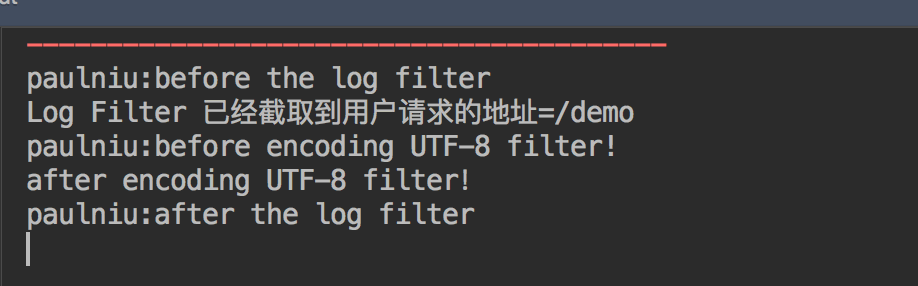 ----------------------------------------
paulniu:before the log filter
Log Filter 已经截取到用户请求的地址=/demo
paulniu:before encoding UTF-8 filter!
after encoding UTF-8 filter!
paulniu:after the log filter